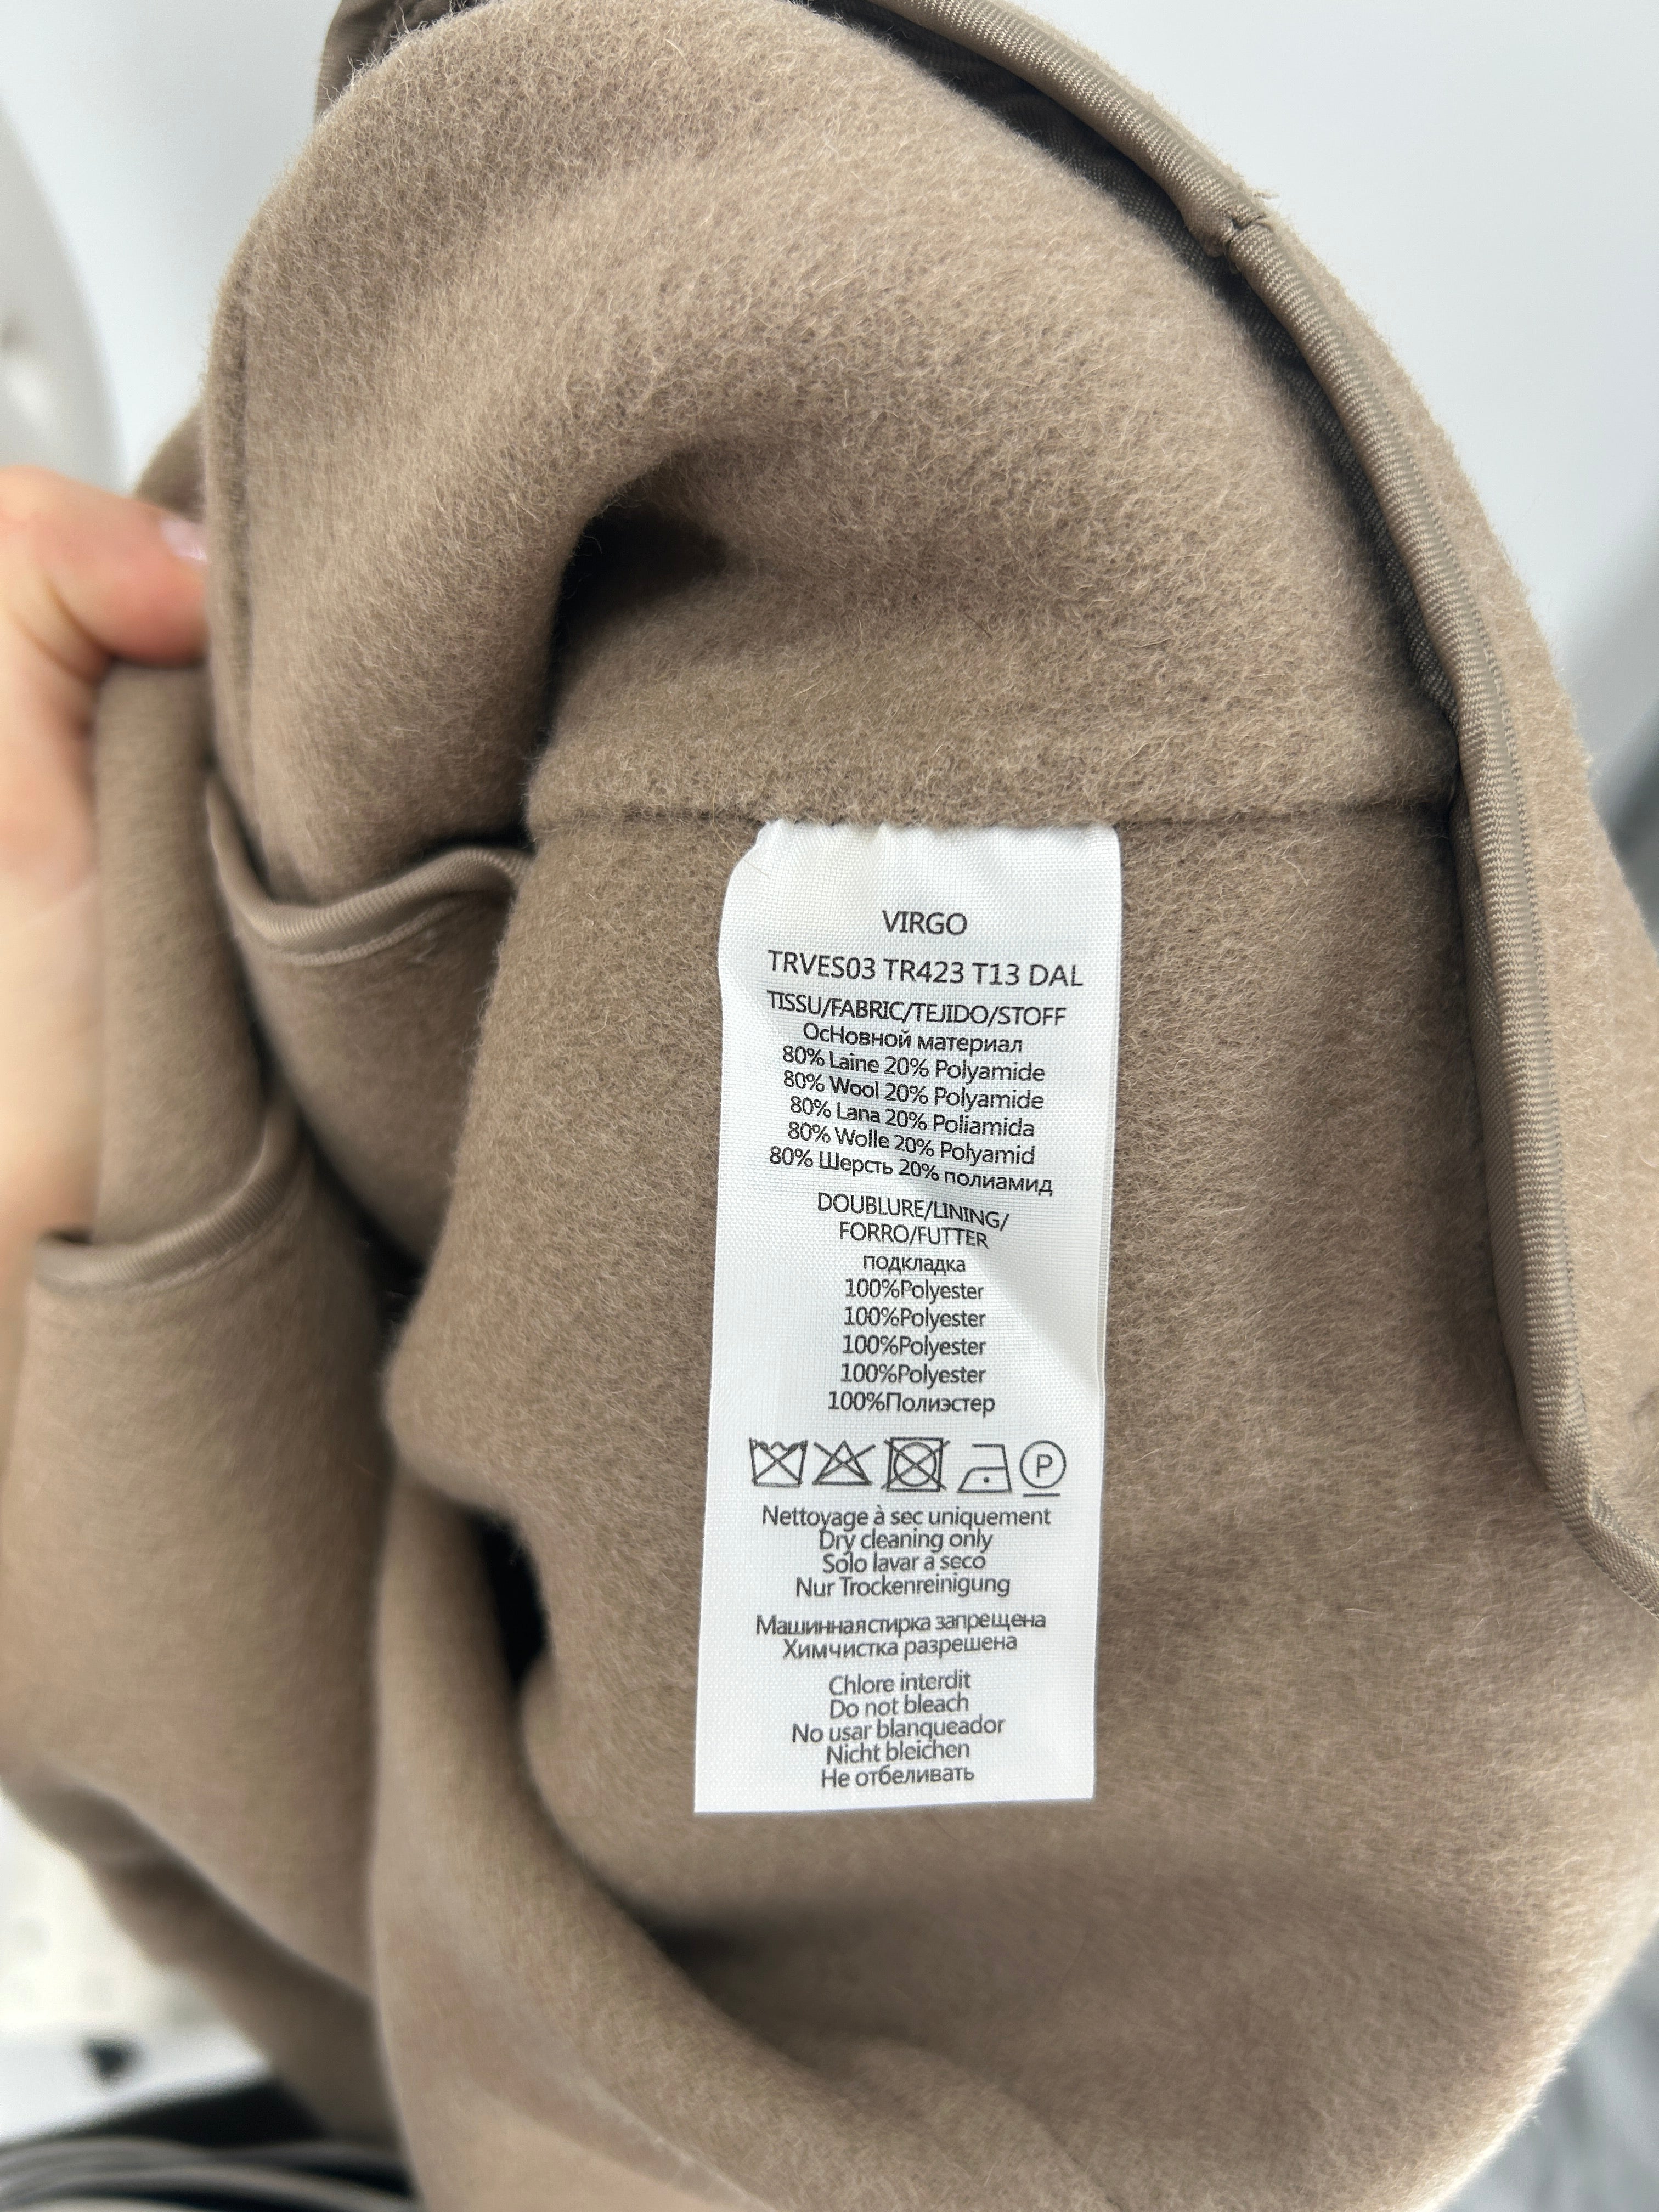 VIRGO
TRVES03 TR423 T13 DAL
TISSU/FABRIC/TEJIDO/STOFF
ОсНовной материал
80% Laine 20% Polyamide
80% Wool 20% Polyamide
80% Lana 20% Poliamida
80% Wolle 20% Polyamid
80% Шерсть 20% полиамид
DOUBLURE/LINING/
FORRO/FUTTER
подкладка
100%Polyester
100%Polyester
100%Polyester
100%Polyester
100%Полиэстер
P
Nettoyage à sec uniquement
Dry cleaning only
Sólo lavar a seco
Nur Trockenreinigung
Машиннаястирка запрещена
Химчистка разрешена
Chlore interdit
Do not bleach
No usar blanqueador
Nicht bleichen
Не отбеливать